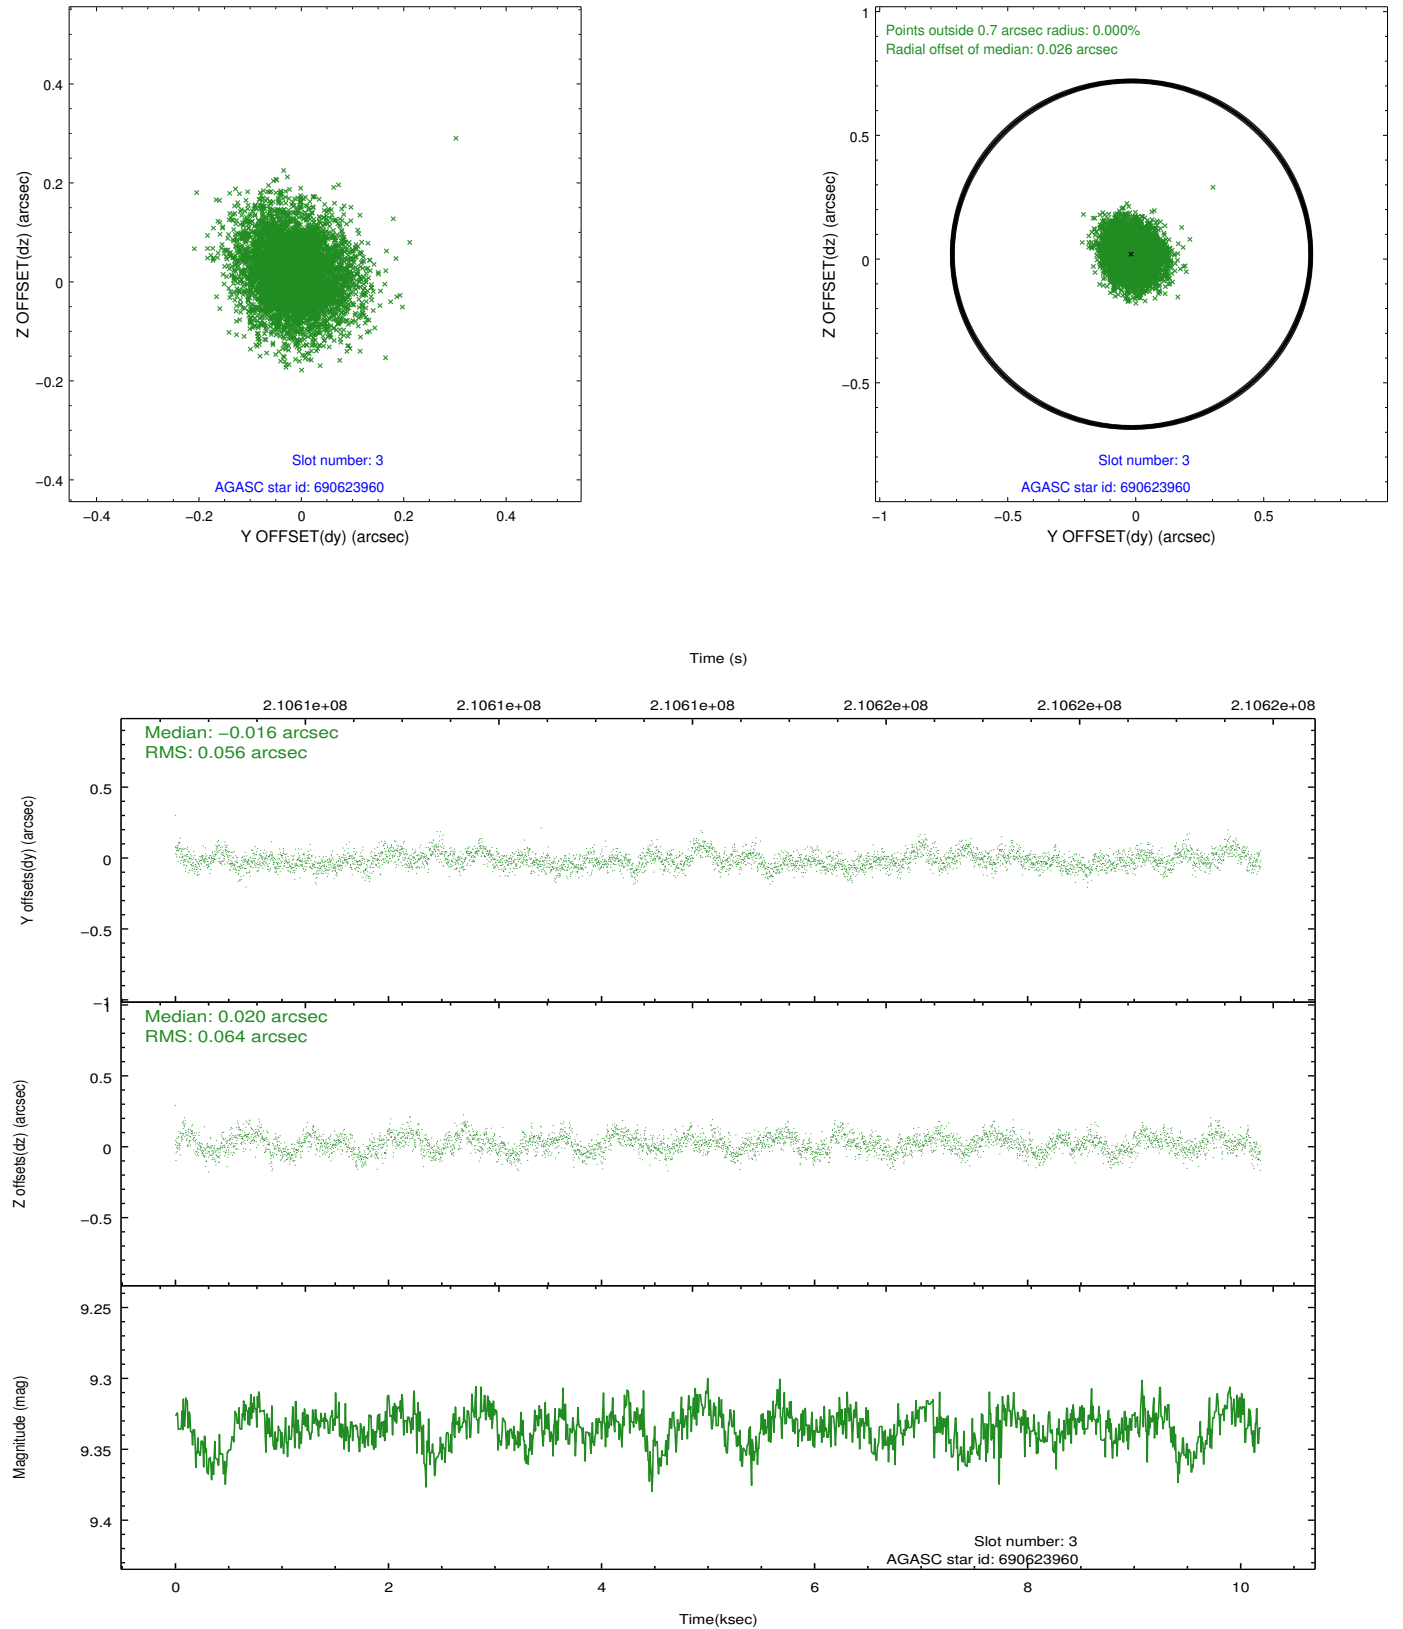 0.4
0.2
0
−0.2
−0.4
Z OFFSET(dz) (arcsec)
Slot number: 3
AGASC star id: 690623960
−0.4
−0.2
0
0.2
0.4
Y OFFSET(dy) (arcsec)
Points outside 0.7 arcsec radius: 0.000%
Radial offset of median: 0.026 arcsec
1
0.5
0
−0.5
Z OFFSET(dz) (arcsec)
Slot number: 3
AGASC star id: 690623960
−1
−0.5
0
0.5
Y OFFSET(dy) (arcsec)
Time (s)
2.1061e+08
2.1061e+08
2.1061e+08
2.1062e+08
2.1062e+08
2.1062e+08
Median: −0.016 arcsec
RMS: 0.056 arcsec
0.5
0
−0.5
−1
Y offsets(dy) (arcsec)
Median: 0.020 arcsec
RMS: 0.064 arcsec
1
0.5
0
−0.5
Z offsets(dz) (arcsec)
9.25
9.3
9.35
9.4
Magnitude (mag)
Slot number: 3
AGASC star id: 690623960
0
2
4
6
8
10
Time(ksec)